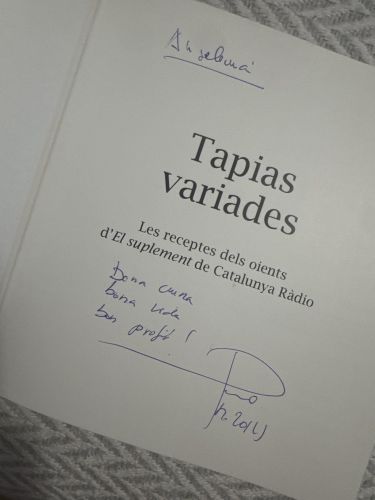 Tapias
variades
Les receptes dels oients
d'El suplement de Catalunya Ràdio
Bona cuina
bona vida
bon profit!